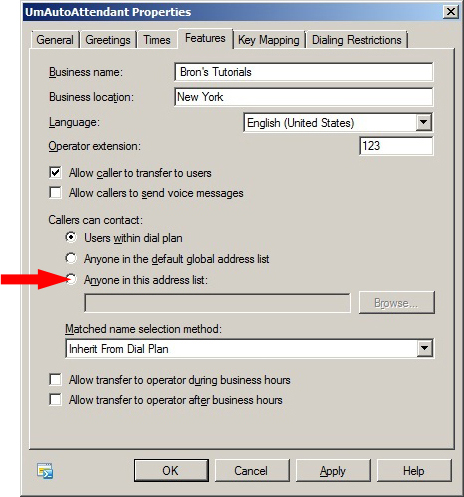 UmAutoAttendant Properties
General Greetings Times Features Key Mapping Dialing Restrictions
Business name: Bron's Tutorials
Business location: New York
Language: English (United States)
Operator extension: 123
Allow caller to transfer to users
Allow callers to send voice messages
Callers can contact:
Users within dial plan
Anyone in the default global address list
Anyone in this address list:
Browse...
Matched name selection method:
Inherit From Dial Plan
Allow transfer to operator during business hours
Allow transfer to operator after business hours
OK Cancel Apply Help